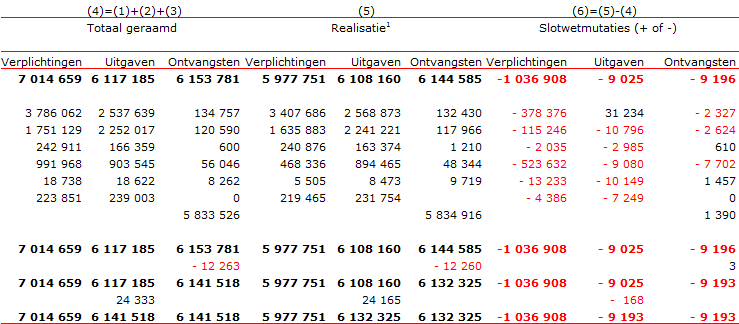 (4)=(1)+(2)+(3) (5) (6)=(5)-(4)
Totaal geraamd Realisatie1 Slotwetmutaties (+ of -)
Verplichtingen Uitgaven Ontvangsten Verplichtingen Uitgaven Ontvangsten Verplichtingen Uitgaven Ontvangsten
7 014 659 6 117 185 6 153 781 5 977 751 6 108 160 6 144 585 -1 036 908 - 9 025 - 9 196
3 786 062 2 537 639 134 757 3 407 686 2 568 873 132 430 - 378 376 31 234 - 2 327
1 751 129 2 252 017 120 590 1 635 883 2 241 221 117 966 - 115 246 - 10 796 - 2 624
242 911 166 359 600 240 876 163 374 1 210 - 2 035 - 2 985 610
991 968 903 545 56 046 468 336 894 465 48 344 - 523 632 - 9 080 - 7 702
18 738 18 622 8 262 5 505 8 473 9 719 - 13 233 - 10 149 1 457
223 851 239 003 0 219 465 231 754 - 4 386 - 7 249 0
5 833 526 5 834 916 1 390
7 014 659 6 117 185 6 153 781 5 977 751 6 108 160 6 144 585 -1 036 908 - 9 025 - 9 196
- 12 263 - 12 260 3
7 014 659 6 117 185 6 141 518 5 977 751 6 108 160 6 132 325 -1 036 908 - 9 025 - 9 193
24 333 24 165 - 168
7 014 659 6 141 518 6 141 518 5 977 751 6 132 325 6 132 325 -1 036 908 - 9 193 - 9 193